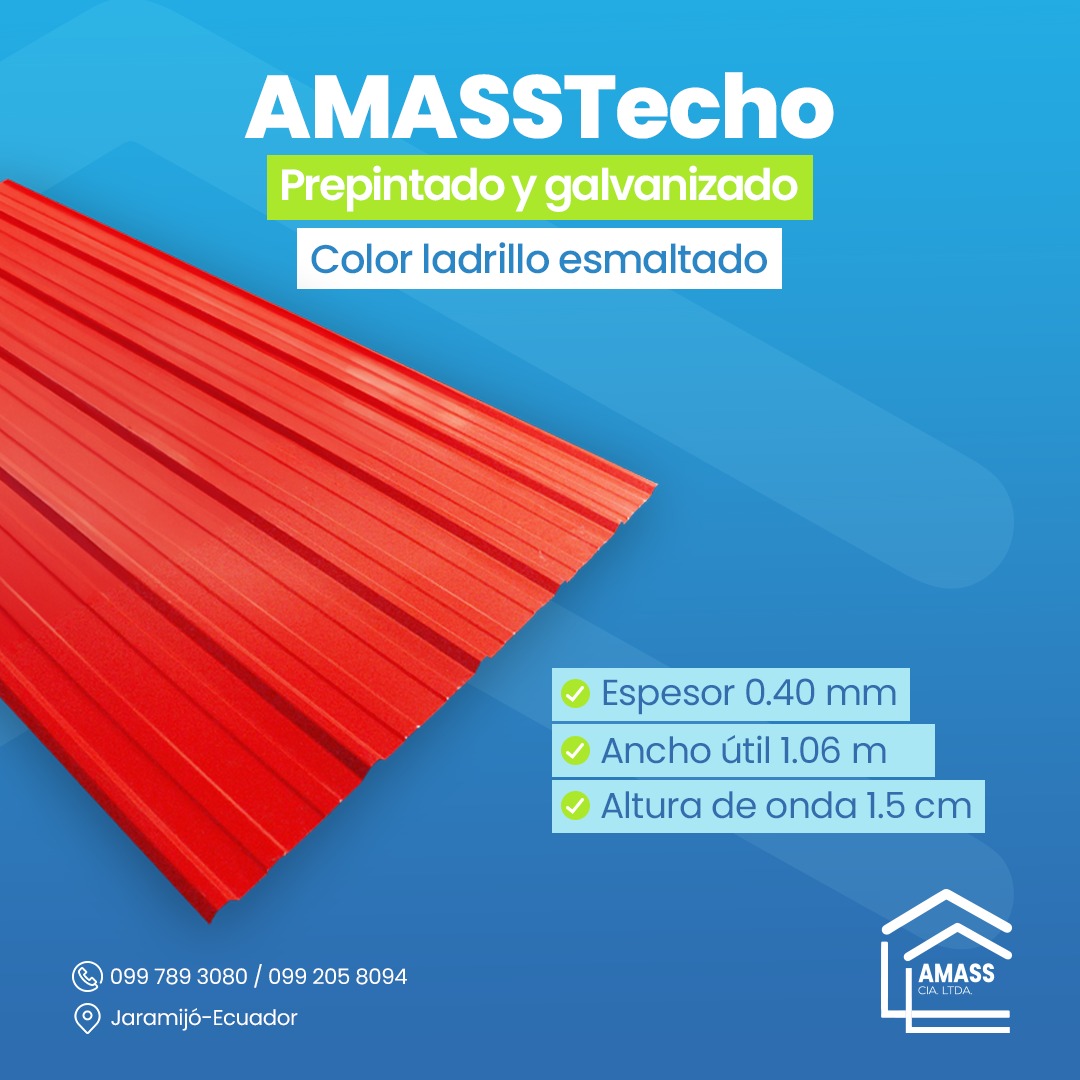 AMASSTecho
Prepintado y galvanizado
Color ladrillo esmaltado
Espesor 0.40 mm
Ancho útil 1.06 m
Altura de onda 1.5 cm
099 789 3080 / 099 205 8094
Jaramijó-Ecuador
AMASS
CIA. LTDA.